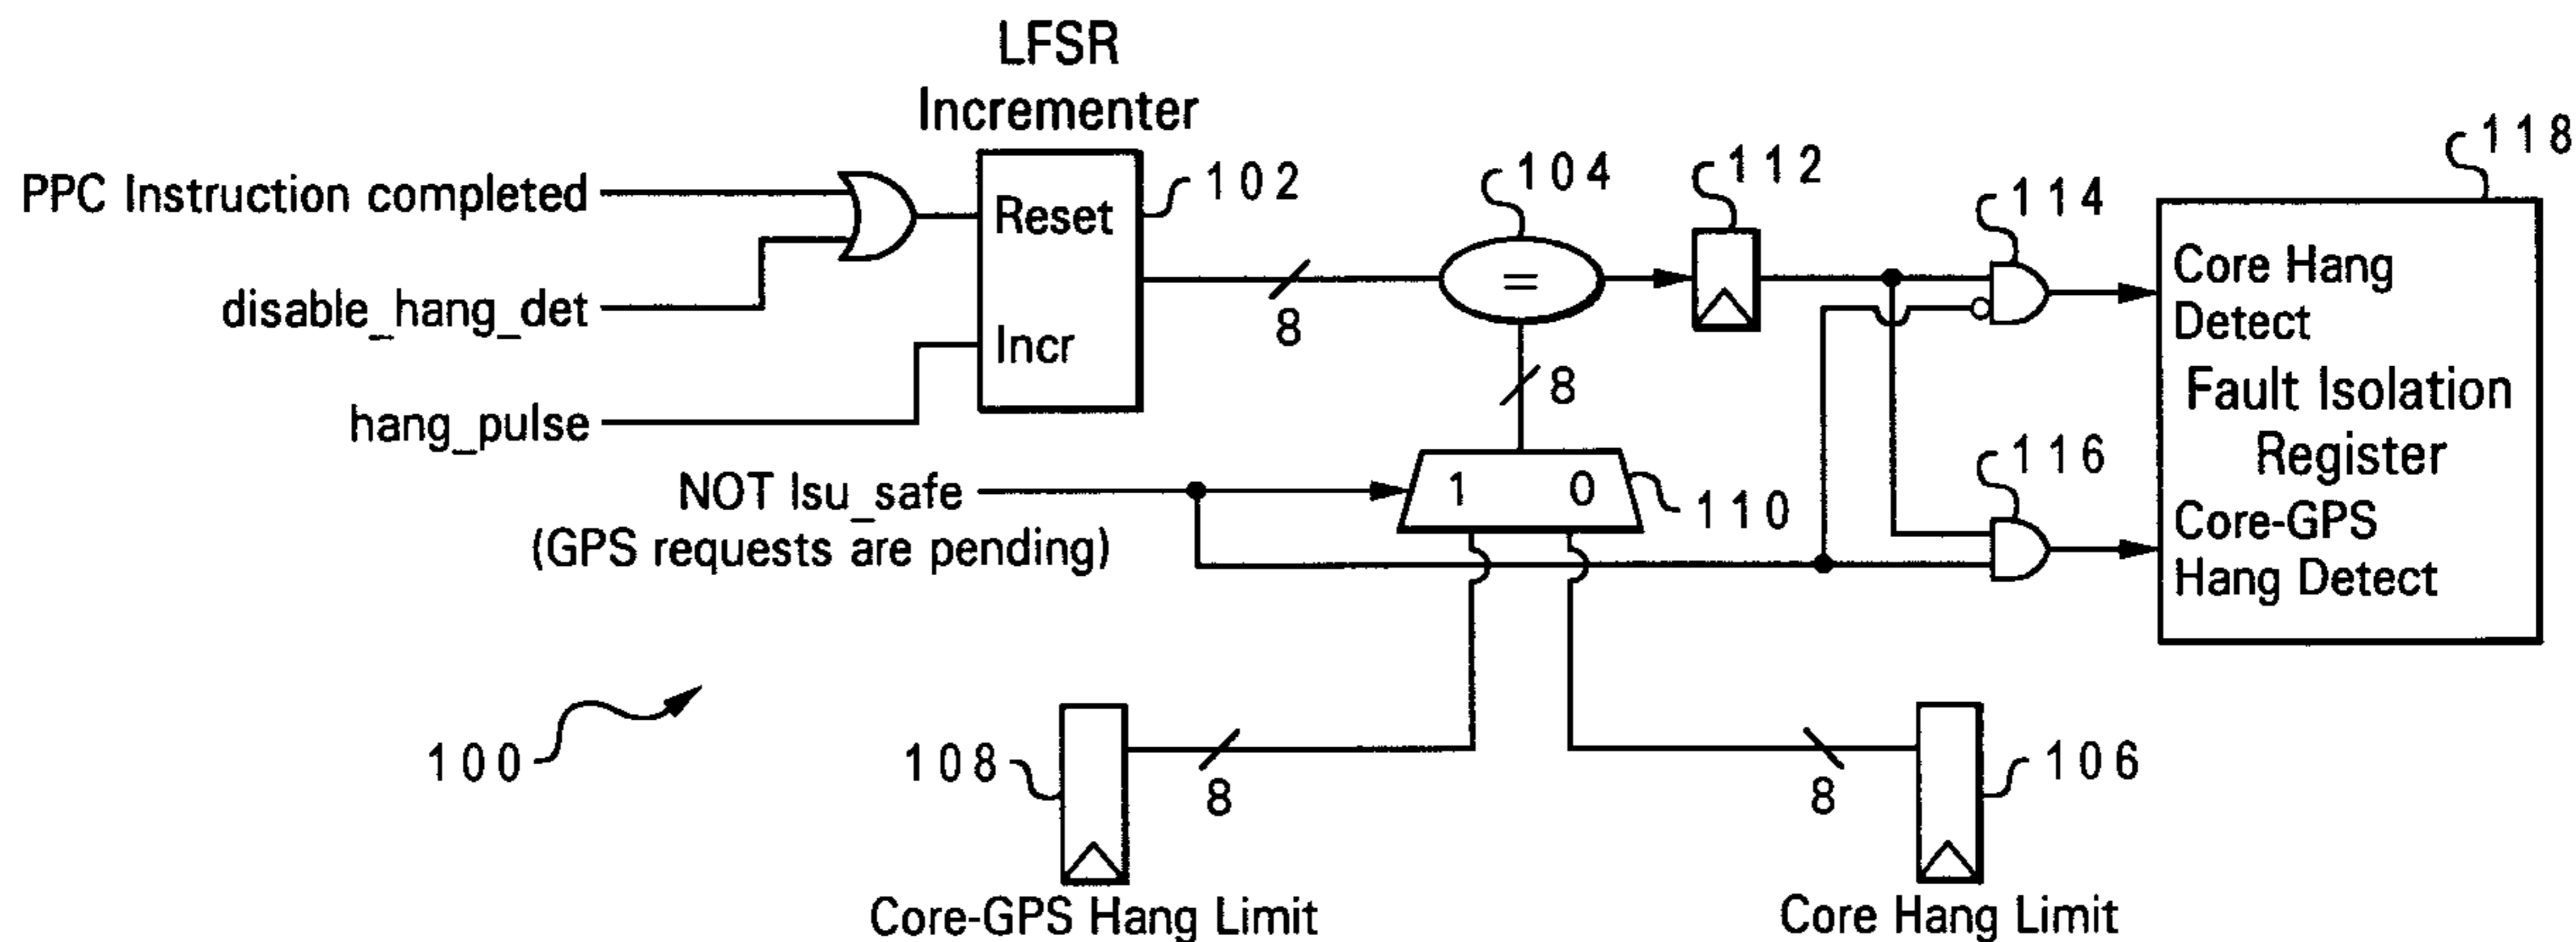 LFSR
Incrementer
118
PPC Instruction completed
Reset
102
104
112
114
Core Hang
Detect
disable_hang_det
8
=
Incr
hang_pulse
8
Fault Isolation
Register
116
NOT lsu_safe
(GPS requests are pending)
1 0
110
Core-GPS
Hang Detect
100
108
8
8
106
Core-GPS Hang Limit
Core Hang Limit